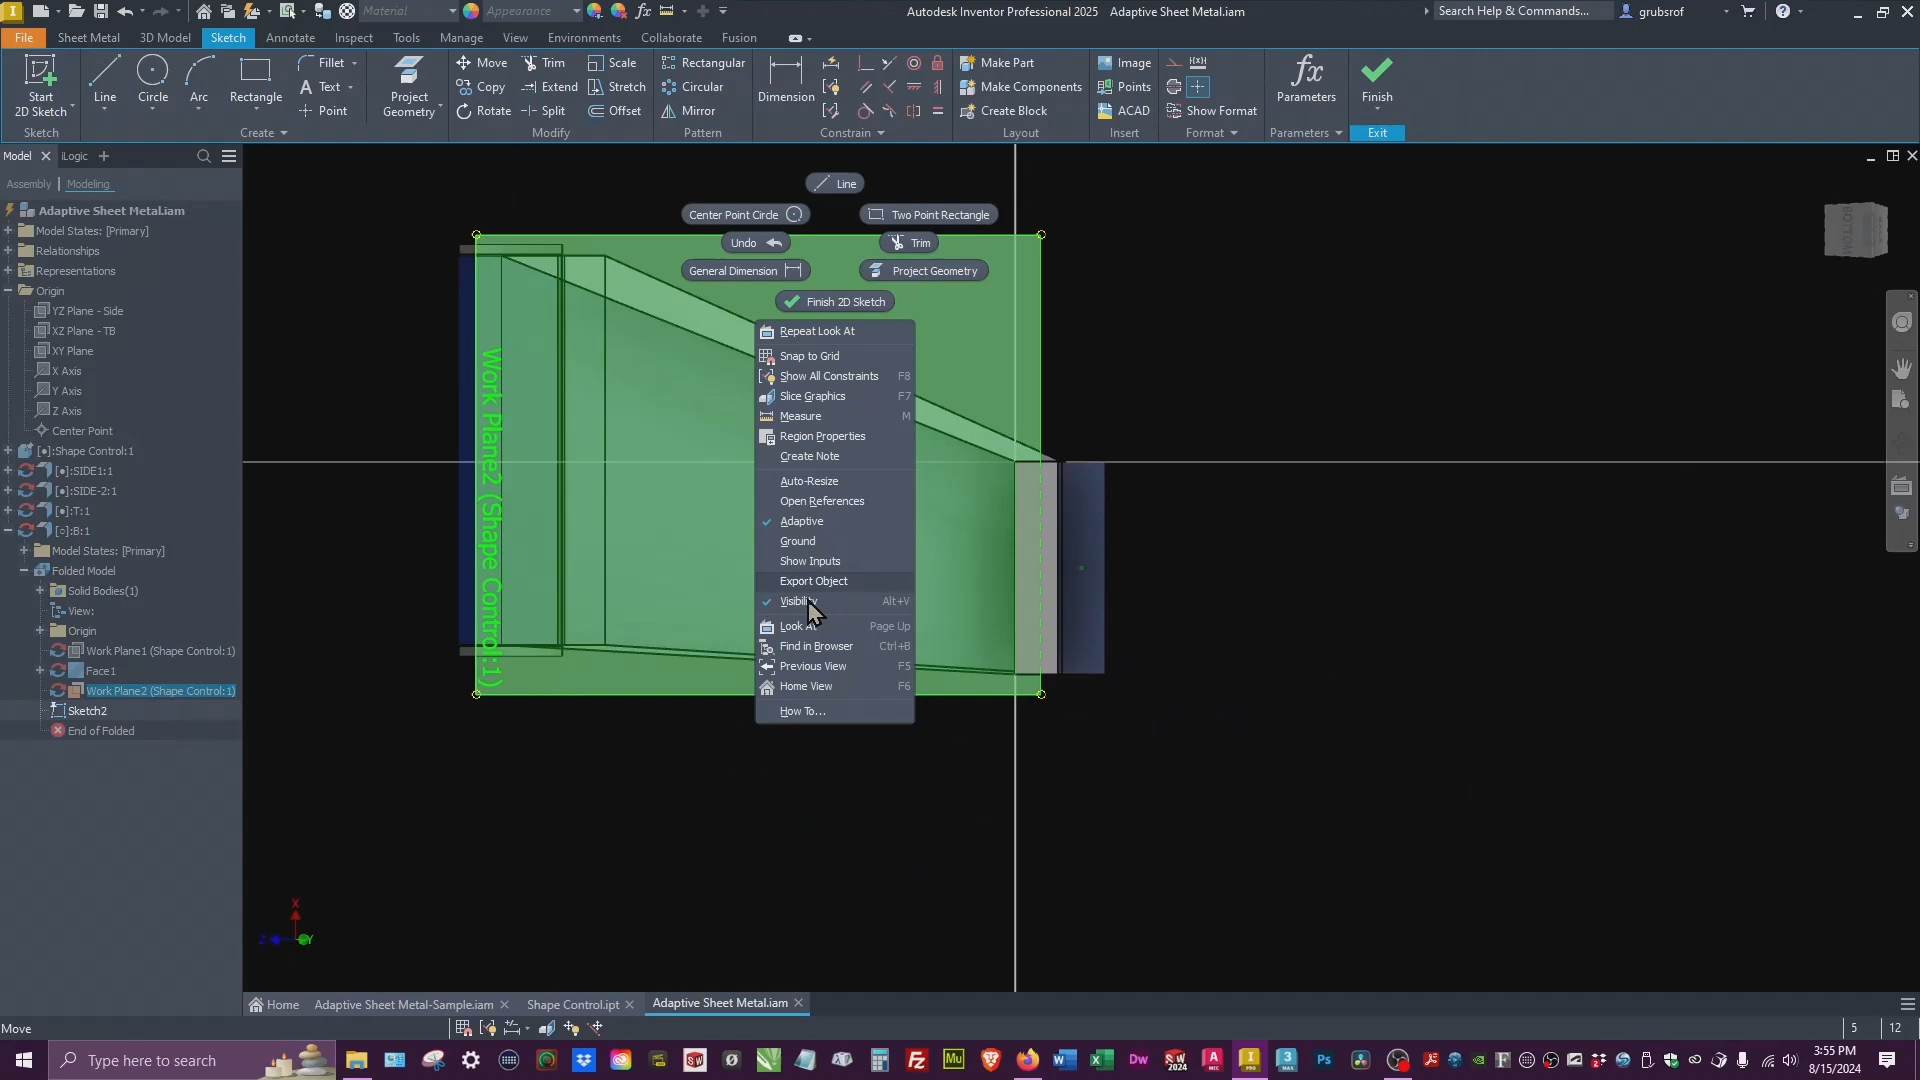 Material
Appearance
Autodesk Inventor Professional 2025 Adaptive Sheet Metal.iam
Search Help & Commands...
grubsrof
File Sheet Metal 3D Model Sketch Annotate Inspect Tools Manage View Environments Collaborate Fusion
Start
2D Sketch
Line
Circle
Arc
Rectangle
Fillet
Text
Point
Project
Geometry
Move
Copy
Rotate
Trim
Extend
Split
Scale
Stretch
Offset
Rectangular
Circular
Mirror
Dimension
Make Part
Make Components
Create Block
Image
Points
ACAD
Show Format
Parameters
Finish
Sketch Create Modify Pattern Constrain Layout Insert Format Parameters Exit
Model iLogic
Assembly Modeling
Adaptive Sheet Metal.iam
Model States: [Primary]
Relationships
Representations
Origin
YZ Plane - Side
XZ Plane - TB
XY Plane
X Axis
Y Axis
Z Axis
Center Point
[●]:Shape Control:1
[●]:SIDE1:1
[●]:SIDE-2:1
[●]:T:1
[○]:B:1
Model States: [Primary]
Folded Model
Solid Bodies(1)
View:
Origin
Work Plane1 (Shape Control:1)
Face1
Work Plane2 (Shape Control:1)
Sketch2
End of Folded
Line
Center Point Circle
Two Point Rectangle
Undo
Trim
General Dimension
Project Geometry
Finish 2D Sketch
Repeat Look At
Snap to Grid
Show All Constraints F8
Slice Graphics F7
Measure M
Region Properties
Create Note
Auto-Resize
Open References
Adaptive
Ground
Show Inputs
Export Object
Visibility Alt+V
Look At Page Up
Find in Browser Ctrl+B
Previous View F5
Home View F6
How To...
Work Plane2 (Shape Control:1)
BOTTOM
X
Z
Y
Home Adaptive Sheet Metal-Sample.iam Shape Control.ipt Adaptive Sheet Metal.iam
Move
5 12
Type here to search
3:55 PM
8/15/2024